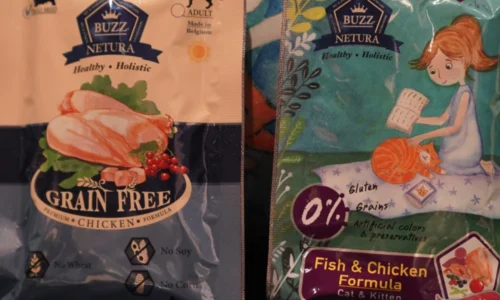 BUZZ
NETURA
Healthy • Holistic
ADULT
Made in
Belgium
GRAIN FREE
PREMIUM • CHICKEN • FORMULA
No Wheat
No Soy
No Corn
BUZZ
NETURA
Healthy • Holistic
0%
Gluten
Grains
artificial colors
& preservatives
Fish & Chicken
Formula
Cat & Kitten